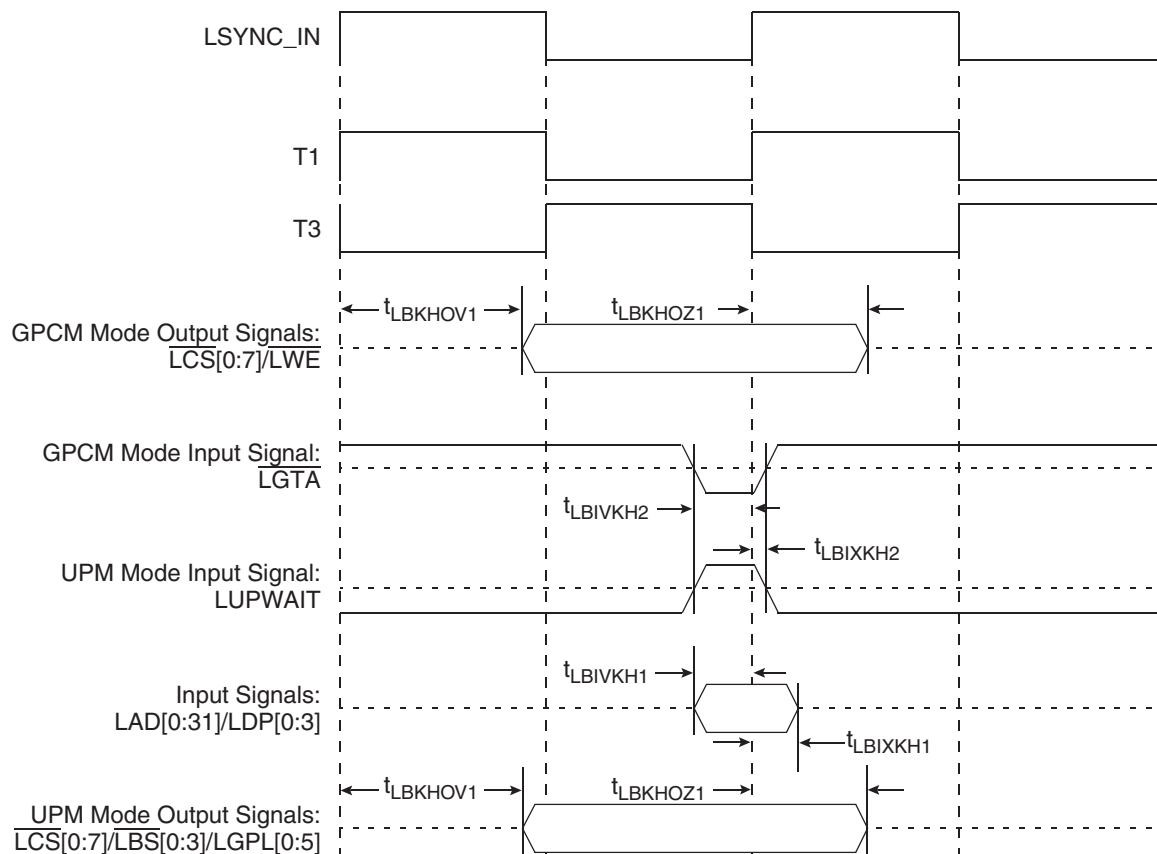 LSYNC_IN
T1
T3
tLBKHOV1
tLBKHOZ1
GPCM Mode Output Signals:
LCS[0:7]/LWE
GPCM Mode Input Signal:
LGTA
tLBIVKH2
tLBIXKH2
UPM Mode Input Signal:
LUPWAIT
tLBIVKH1
Input Signals:
LAD[0:31]/LDP[0:3]
tLBIXKH1
tLBKHOV1
tLBKHOZ1
UPM Mode Output Signals:
LCS[0:7]/LBS[0:3]/LGPL[0:5]